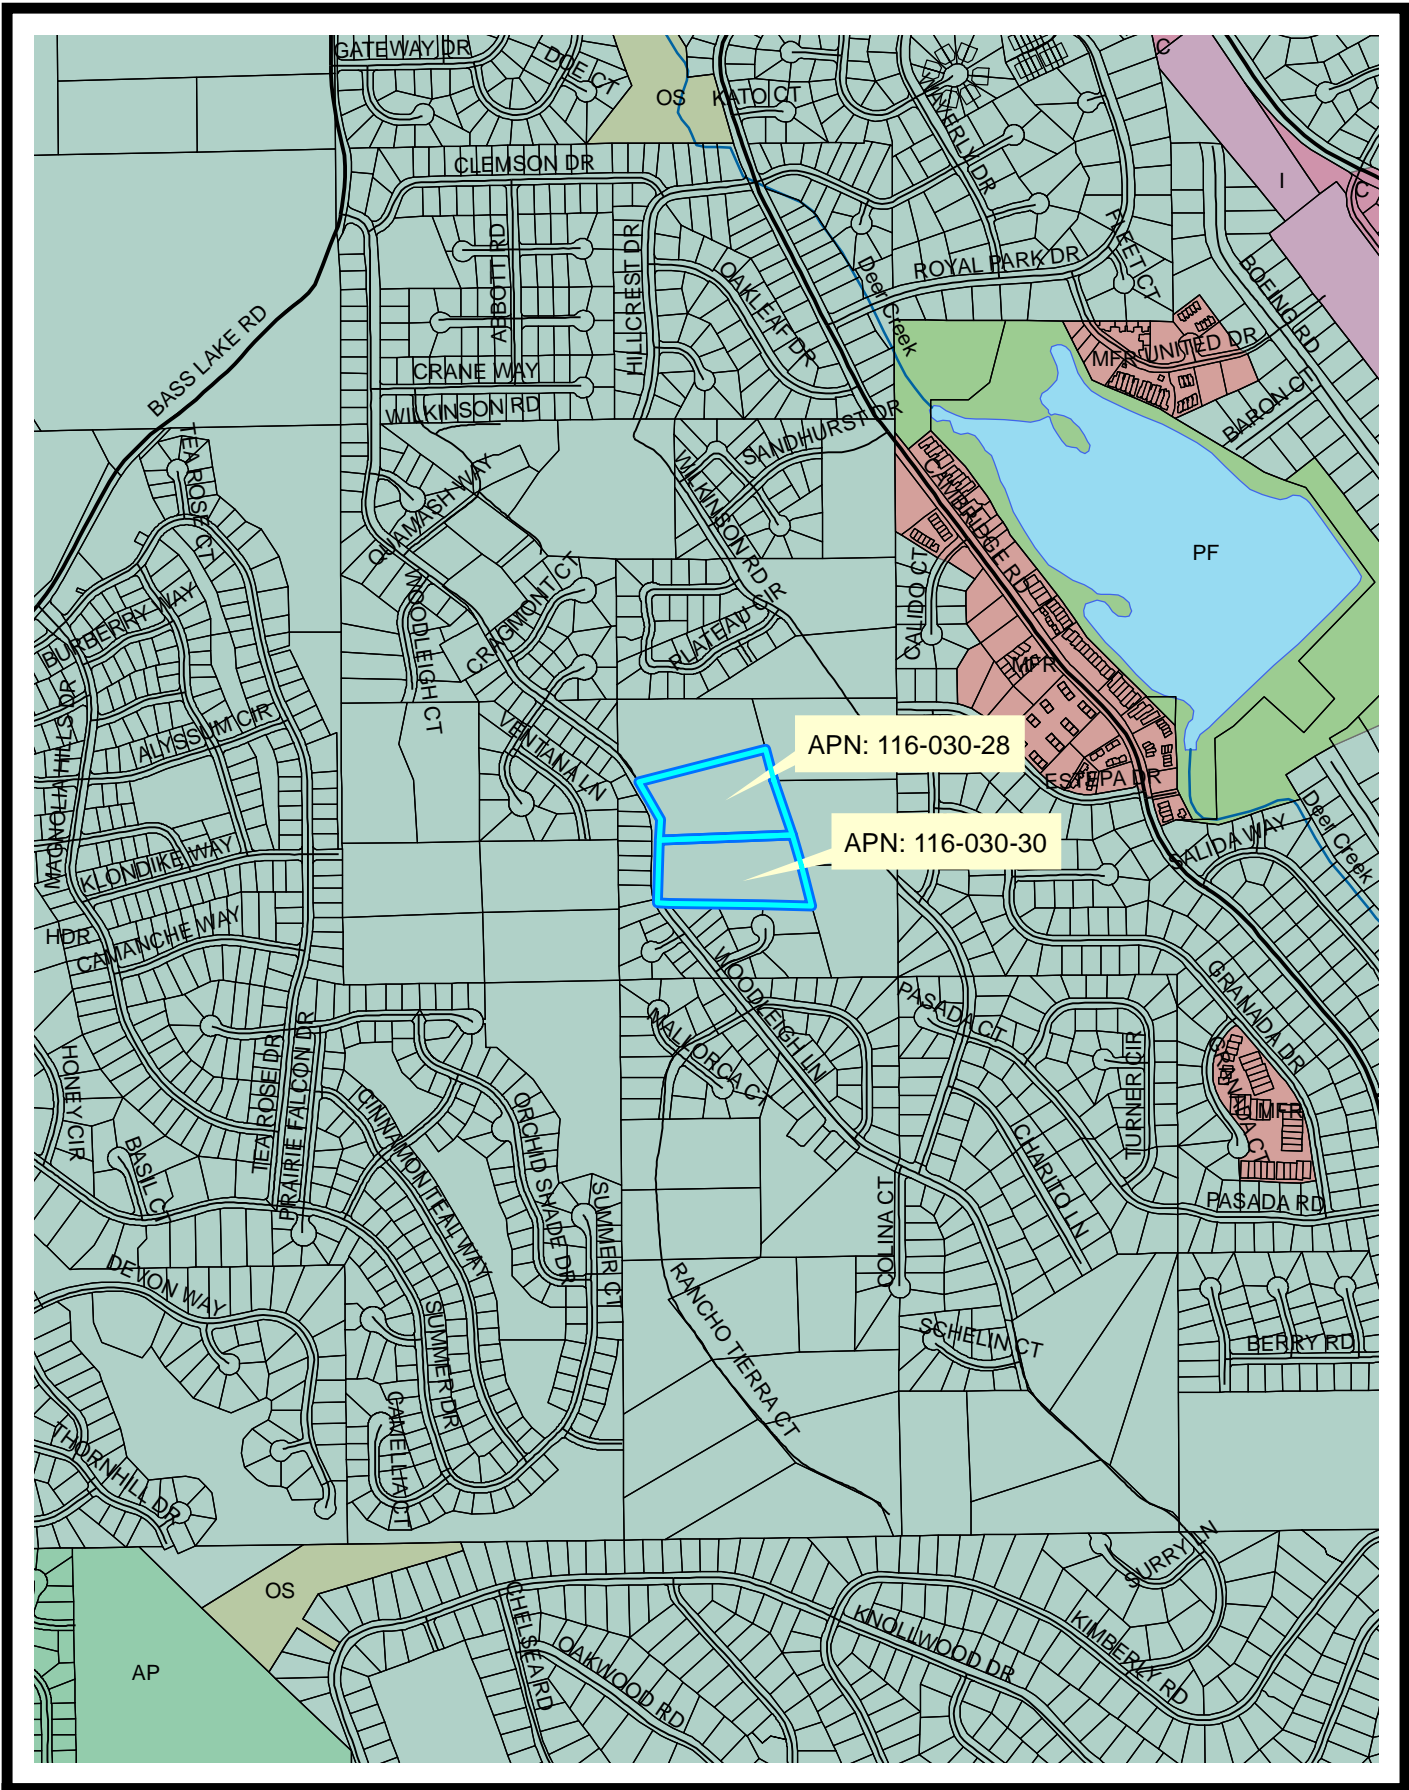 GATEWAY DR
DOE CT
C
OS
KATO CT
WAVERLY DR
CLEMSON DR
I
C
ABBOTT RD
HILLCREST DR
FLEET CT
ROYAL PARK DR
OAKLEAF DR
Deer Creek
BOEING RD
BASS LAKE RD
MFR
UNITED DR
CRANE WAY
WILKINSON RD
BARON CT
TEA ROSE CT
SANDHURST DR
QUAMASH WAY
WILKINSON RD
CAMBRIDGE RD
PF
WOODLEIGH CT
CRAGMONT CT
R
CALIDO CT
BURBERRY WAY
PLATEAU CIR
MFR
MAGNOLIA HILLS DR
ALYSSUM CIR
VENTANA LN
APN: 116-030-28
ESTEPA DR
APN: 116-030-30
SALIDA WAY
Deer Creek
KLONDIKE WAY
HDR
CAMANCHE WAY
WOODLEIGH LN
GRANADA DR
PASADA CT
MALLORCA CT
TURNER CIR
GRANADA CT
MFR
HONEY CIR
TEA ROSE DR
PRAIRIE FALCON DR
CINNAMON TEAL WAY
ORCHID SHADE DR
CHARITO LN
BASIL CT
SUMMER CT
COLINA CT
PASADA RD
DEVON WAY
RANCHO TIERRA CT
SUMMER DR
SCHELIN CT
BERRY RD
CAMELLIA CT
THORNHILL DR
SURRY LN
OS
CHELSEA RD
OAKWOOD RD
KNOLLWOOD DR
KIMBERLY RD
AP